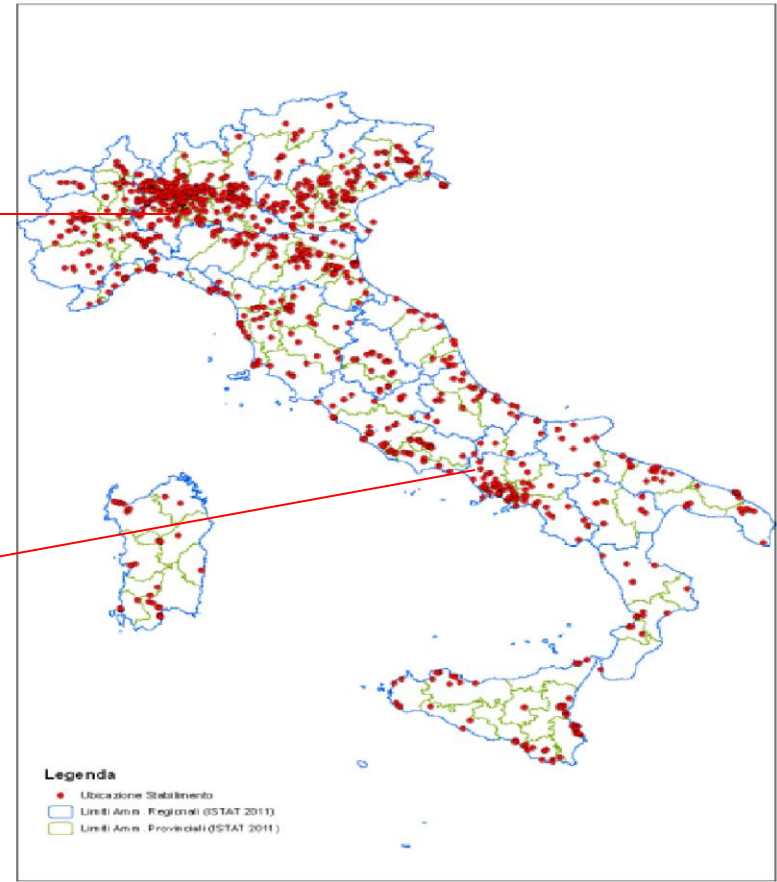 Legenda
Ubicazione Stabilimento
Limiti Amm. Regionali (ISTAT 2011)
Limiti Amm. Provinciali (ISTAT 2011)